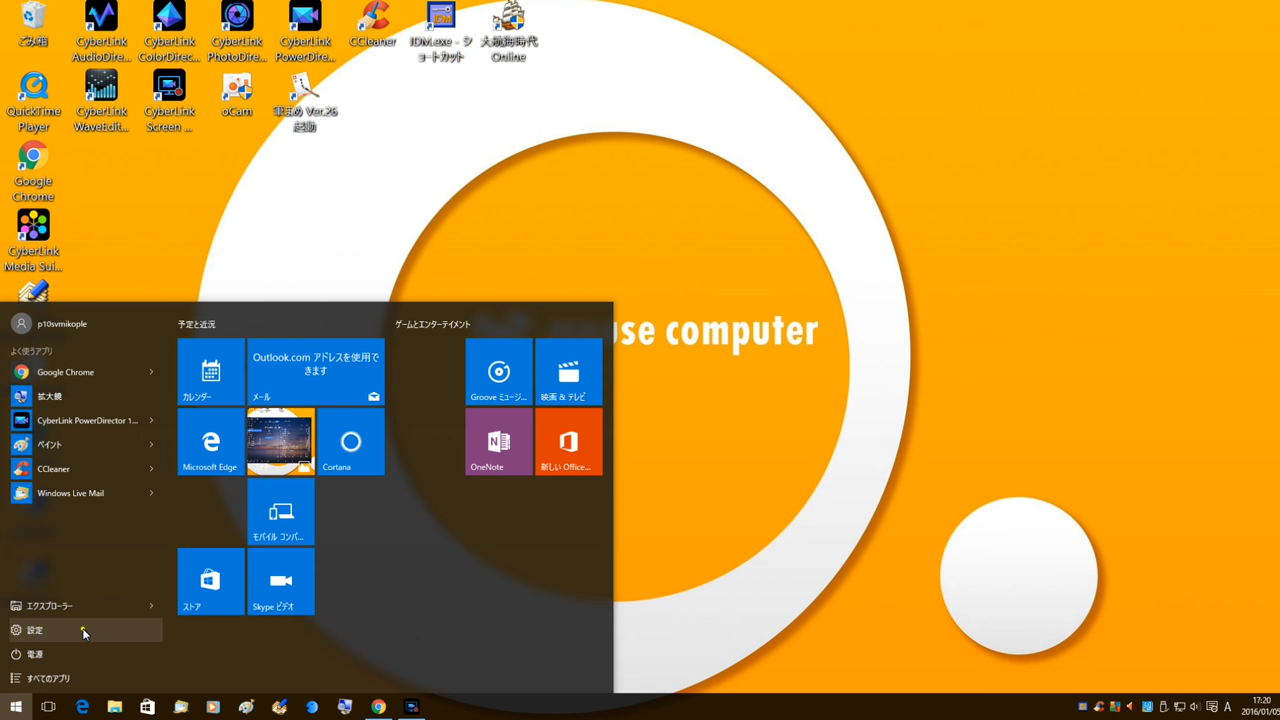 ごみ箱
CyberLink
AudioDire...
CyberLink
ColorDirec...
CyberLink
PhotoDire...
CyberLink
PowerDire...
CCleaner
IDM.exe - シ
ョートカット
大航海時代
Online
QuickTime
Player
CyberLink
WaveEdit...
CyberLink
Screen ...
oCam
筆まめ Ver.26
起動
Google
Chrome
CyberLink
Media Sui...
use computer
p10svmikople
よく使うアプリ
Google Chrome
拡大鏡
CyberLink PowerDirector 1...
ペイント
CCleaner
Windows Live Mail
エクスプローラー
設定
電源
すべてのアプリ
予定と近況
カレンダー
Outlook.com アドレスを使用で
きます
メール
Microsoft Edge
Cortana
モバイル コンパ...
ストア
Skype ビデオ
ゲームとエンターテイメント
Groove ミュージ...
映画 & テレビ
OneNote
新しい Office...
A
17:20
2016/01/05